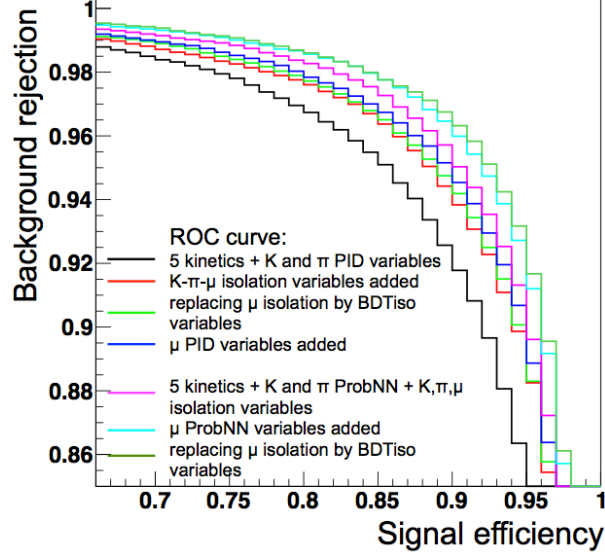 Background rejection
1
0.98
0.96
0.94
0.92
0.9
0.88
0.86
ROC curve:
5 kinetics + K and π PID variables
K-π-μ isolation variables added
replacing μ isolation by BDTiso
variables
μ PID variables added
5 kinetics + K and π ProbNN + K,π,μ
isolation variables
μ ProbNN variables added
replacing μ isolation by BDTiso
variables
0.7 0.75 0.8 0.85 0.9 0.95 1
Signal efficiency